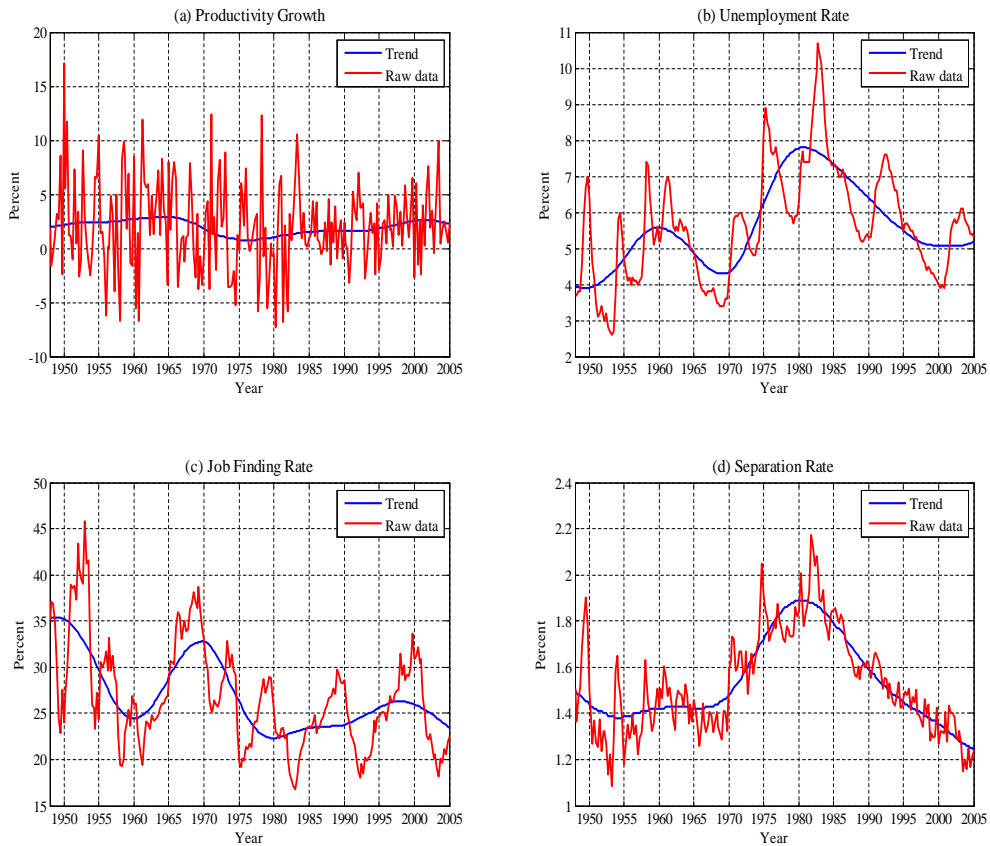 (a) Productivity Growth
20
15
10
5
0
-5
-10
Percent
1950 1955 1960 1965 1970 1975 1980 1985 1990 1995 2000 2005
Year
Trend
Raw data
(b) Unemployment Rate
11
10
9
8
7
6
5
4
3
2
Percent
1950 1955 1960 1965 1970 1975 1980 1985 1990 1995 2000 2005
Year
Trend
Raw data
(c) Job Finding Rate
50
45
40
35
30
25
20
15
Percent
1950 1955 1960 1965 1970 1975 1980 1985 1990 1995 2000 2005
Year
Trend
Raw data
(d) Separation Rate
2.4
2.2
2
1.8
1.6
1.4
1.2
1
Percent
1950 1955 1960 1965 1970 1975 1980 1985 1990 1995 2000 2005
Year
Trend
Raw data